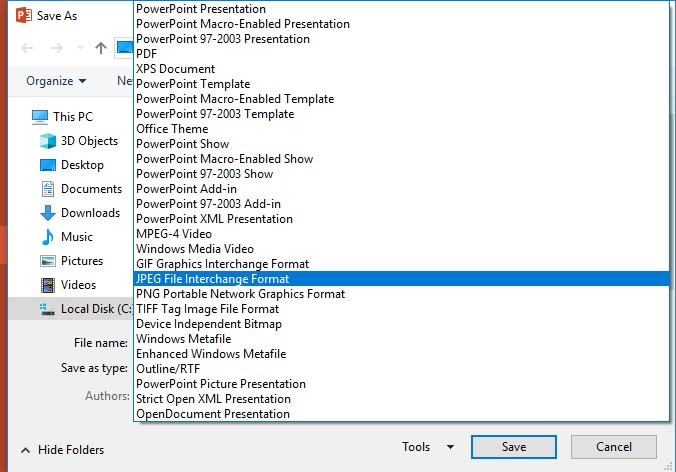 Save As
Organize
Ne
This PC
3D Objects
Desktop
Documents
Downloads
Music
Pictures
Videos
Local Disk (C:
File name:
Save as type:
Authors:
PowerPoint Presentation
PowerPoint Macro-Enabled Presentation
PowerPoint 97-2003 Presentation
PDF
XPS Document
PowerPoint Template
PowerPoint Macro-Enabled Template
PowerPoint 97-2003 Template
Office Theme
PowerPoint Show
PowerPoint Macro-Enabled Show
PowerPoint 97-2003 Show
PowerPoint Add-in
PowerPoint 97-2003 Add-in
PowerPoint XML Presentation
MPEG-4 Video
Windows Media Video
GIF Graphics Interchange Format
JPEG File Interchange Format
PNG Portable Network Graphics Format
TIFF Tag Image File Format
Device Independent Bitmap
Windows Metafile
Enhanced Windows Metafile
Outline/RTF
PowerPoint Picture Presentation
Strict Open XML Presentation
OpenDocument Presentation
Hide Folders
Tools
Save
Cancel